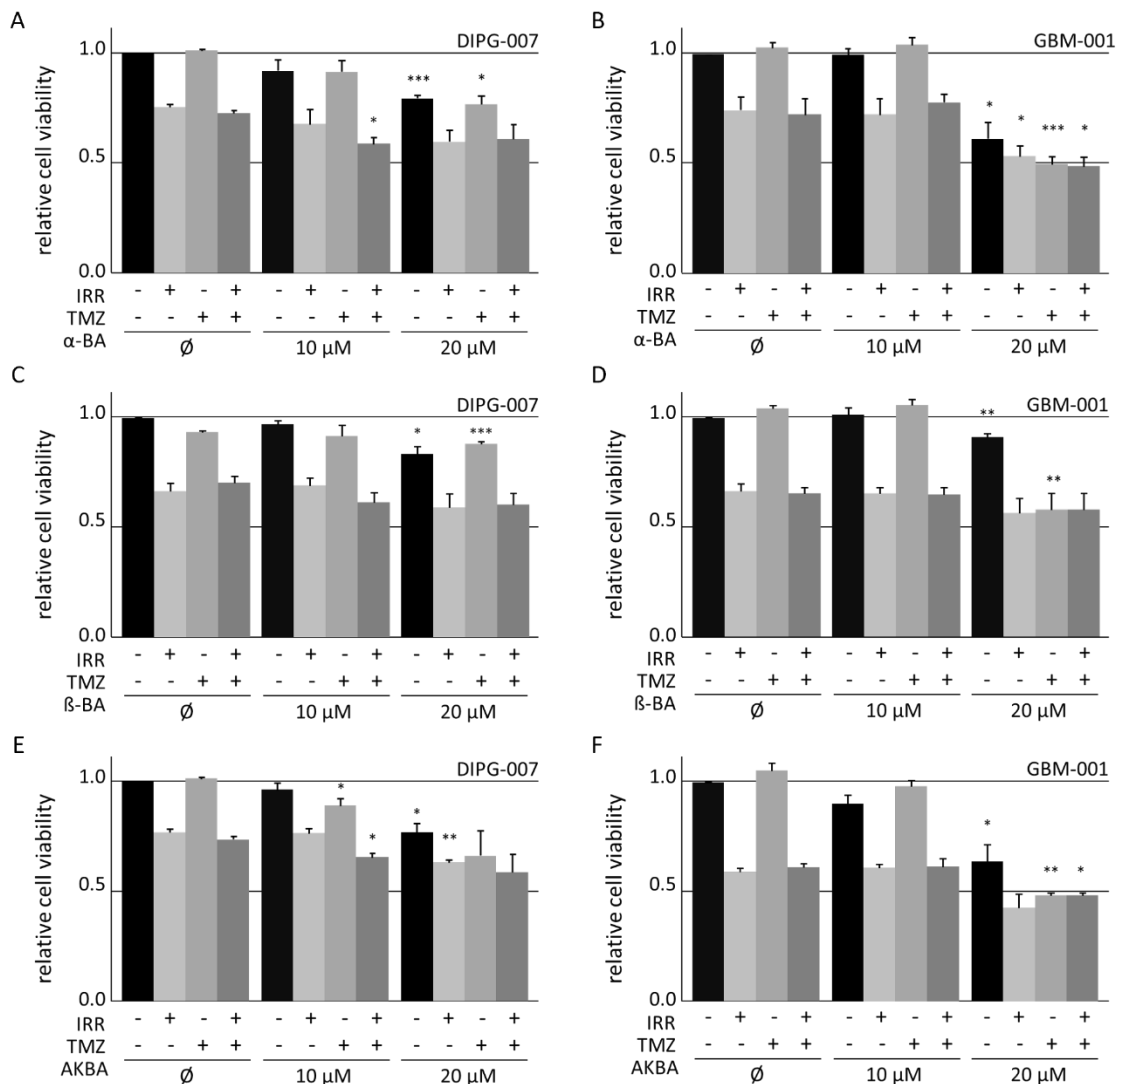 A
DIPG-007
relative cell viability
1.0
0.5
0.0
*** * *
IRR - + - + - + - + - + - +
TMZ - - + + - - + + - - + +
α-BA Ø 10 µM 20 µM
B
GBM-001
relative cell viability
1.0
0.5
0.0
* * *** *
IRR - + - + - + - + - + - +
TMZ - - + + - - + + - - + +
α-BA Ø 10 µM 20 µM
C
DIPG-007
relative cell viability
1.0
0.5
0.0
* ***
IRR - + - + - + - + - + - +
TMZ - - + + - - + + - - + +
ß-BA Ø 10 µM 20 µM
D
GBM-001
relative cell viability
1.0
0.5
0.0
** **
IRR - + - + - + - + - + - +
TMZ - - + + - - + + - - + +
ß-BA Ø 10 µM 20 µM
E
DIPG-007
relative cell viability
1.0
0.5
0.0
* * * **
IRR - + - + - + - + - + - +
TMZ - - + + - - + + - - + +
AKBA Ø 10 µM 20 µM
F
GBM-001
relative cell viability
1.0
0.5
0.0
* ** *
IRR - + - + - + - + - + - +
TMZ - - + + - - + + - - + +
AKBA Ø 10 µM 20 µM